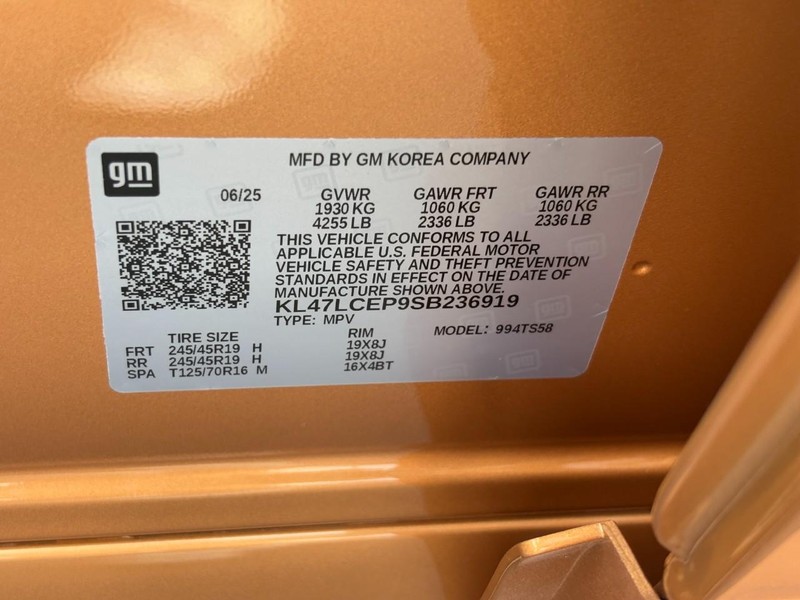 gm
MFD BY GM KOREA COMPANY
06/25 GVWR GAWR FRT GAWR RR
1930 KG 1060 KG 1060 KG
4255 LB 2336 LB 2336 LB
THIS VEHICLE CONFORMS TO ALL
APPLICABLE U.S. FEDERAL MOTOR
VEHICLE SAFETY AND THEFT PREVENTION
STANDARDS IN EFFECT ON THE DATE OF
MANUFACTURE SHOWN ABOVE.
KL47LCEP9SB236919
TYPE: MPV MODEL: 994TS58
TIRE SIZE RIM
FRT 245/45R19 H 19X8J
RR 245/45R19 H 19X8J
SPA T125/70R16 M 16X4BT